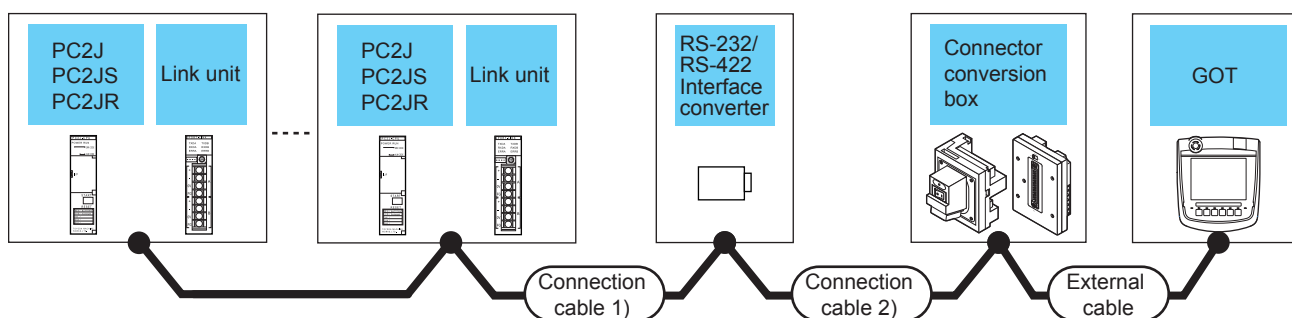 PC2J
PC2JS
PC2JR
Link unit
PC2J
PC2JS
PC2JR
Link unit
RS-232/
RS-422
Interface
converter
Connector
conversion
box
GOT
Connection
cable 1)
Connection
cable 2)
External
cable